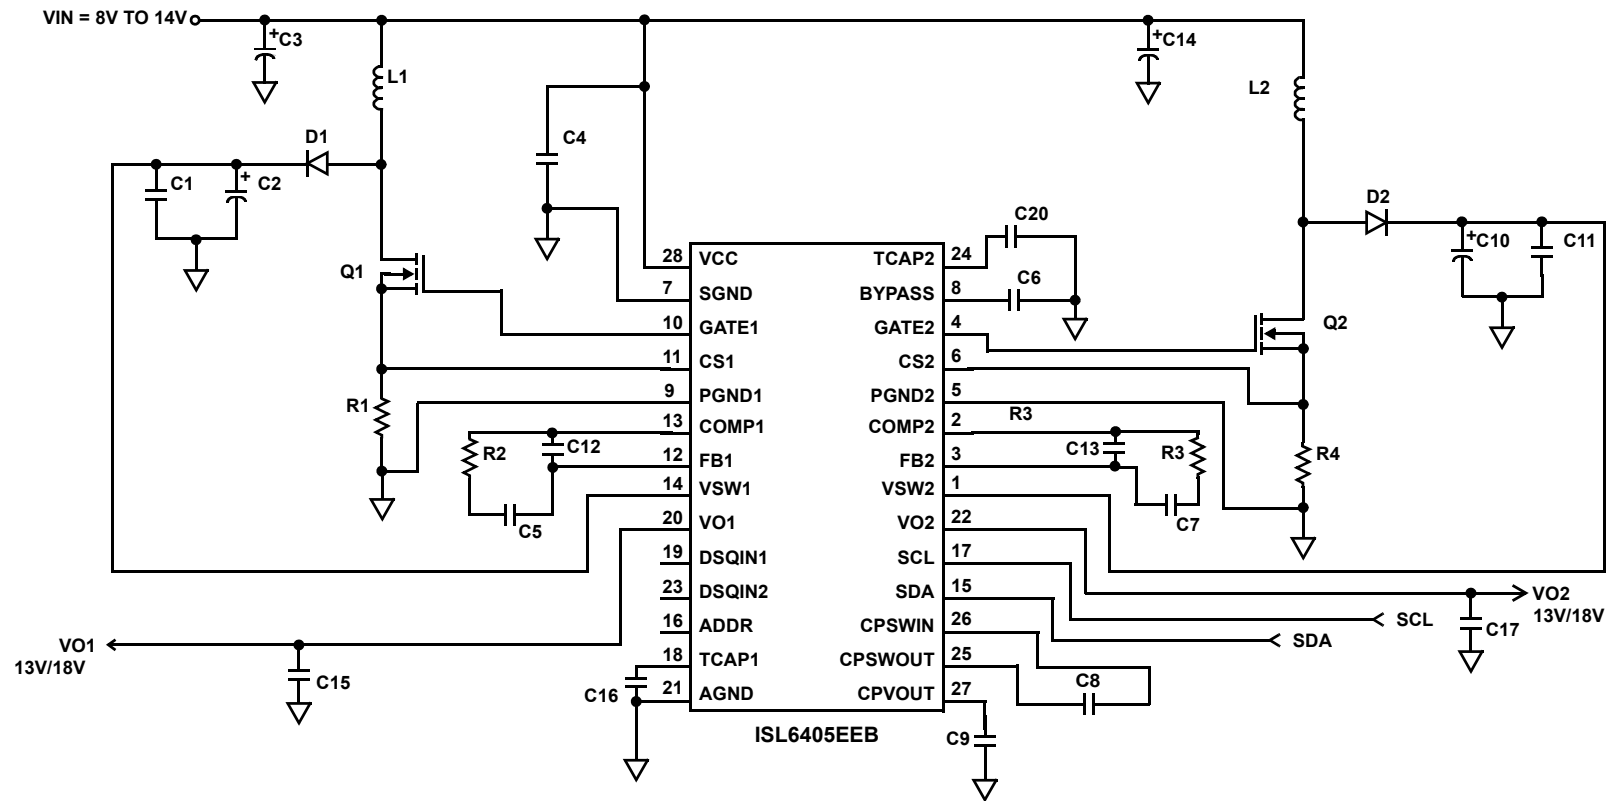 VIN = 8V TO 14V
+
C3
+
C14
L1
L2
C4
D1
C1
+
C2
D2
+
C10
C11
C20
C6
Q1
Q2
28 VCC
7 SGND
10 GATE1
11 CS1
9 PGND1
13 COMP1
12 FB1
14 VSW1
20 VO1
19 DSQIN1
23 DSQIN2
16 ADDR
18 TCAP1
21 AGND
TCAP2 24
BYPASS 8
GATE2 4
CS2 6
PGND2 5
COMP2 2
FB2 3
VSW2 1
VO2 22
SCL 17
SDA 15
CPSWIN 26
CPSWOUT 25
CPVOUT 27
R1
R2
C12
C5
R3
C13
R3
C7
R4
VO1
13V/18V
C15
C16
ISL6405EEB
C8
C9
SCL
SDA
C17
VO2
13V/18V